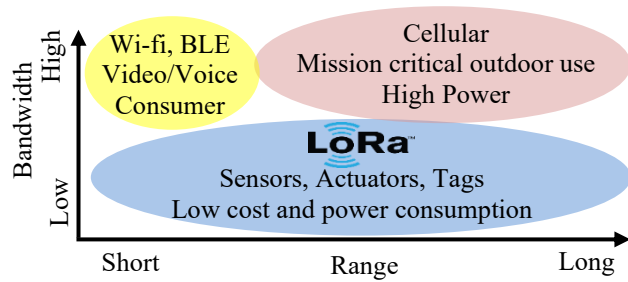 Wi-fi, BLE
Video/Voice
Consumer
Cellular
Mission critical outdoor use
High Power
LoRa™
Sensors, Actuators, Tags
Low cost and power consumption
Bandwidth
High
Low
Short
Range
Long